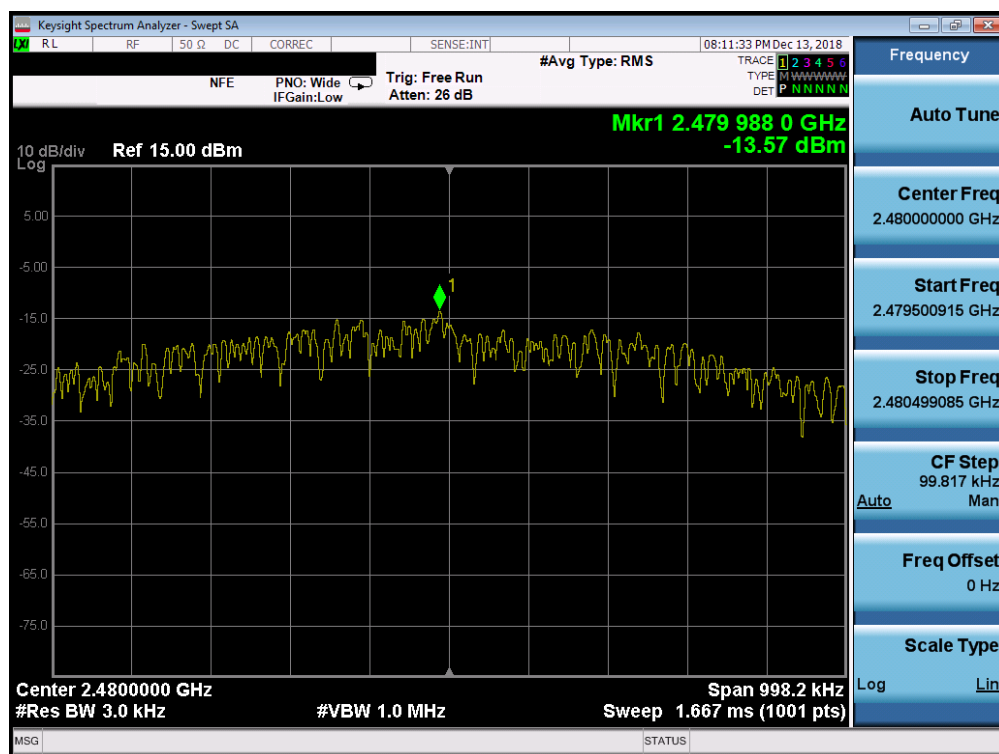 Keysight Spectrum Analyzer - Swept SA
LXI RL RF 50 Ω DC CORREC SENSE:INT 08:11:33 PM Dec 13, 2018
#Avg Type: RMS
TRACE 1 2 3 4 5 6
TYPE M WWWWW
DET P N N N N N
NFE
PNO: Wide
IFGain:Low
Trig: Free Run
Atten: 26 dB
Mkr1 2.479 988 0 GHz
-13.57 dBm
10 dB/div Ref 15.00 dBm
Log
5.00
-5.00
1
-15.0
-25.0
-35.0
-45.0
-55.0
-65.0
-75.0
Center 2.4800000 GHz Span 998.2 kHz
#Res BW 3.0 kHz #VBW 1.0 MHz Sweep 1.667 ms (1001 pts)
MSG STATUS
Frequency
Auto Tune
Center Freq
2.480000000 GHz
Start Freq
2.479500915 GHz
Stop Freq
2.480499085 GHz
CF Step
99.817 kHz
Auto Man
Freq Offset
0 Hz
Scale Type
Log Lin